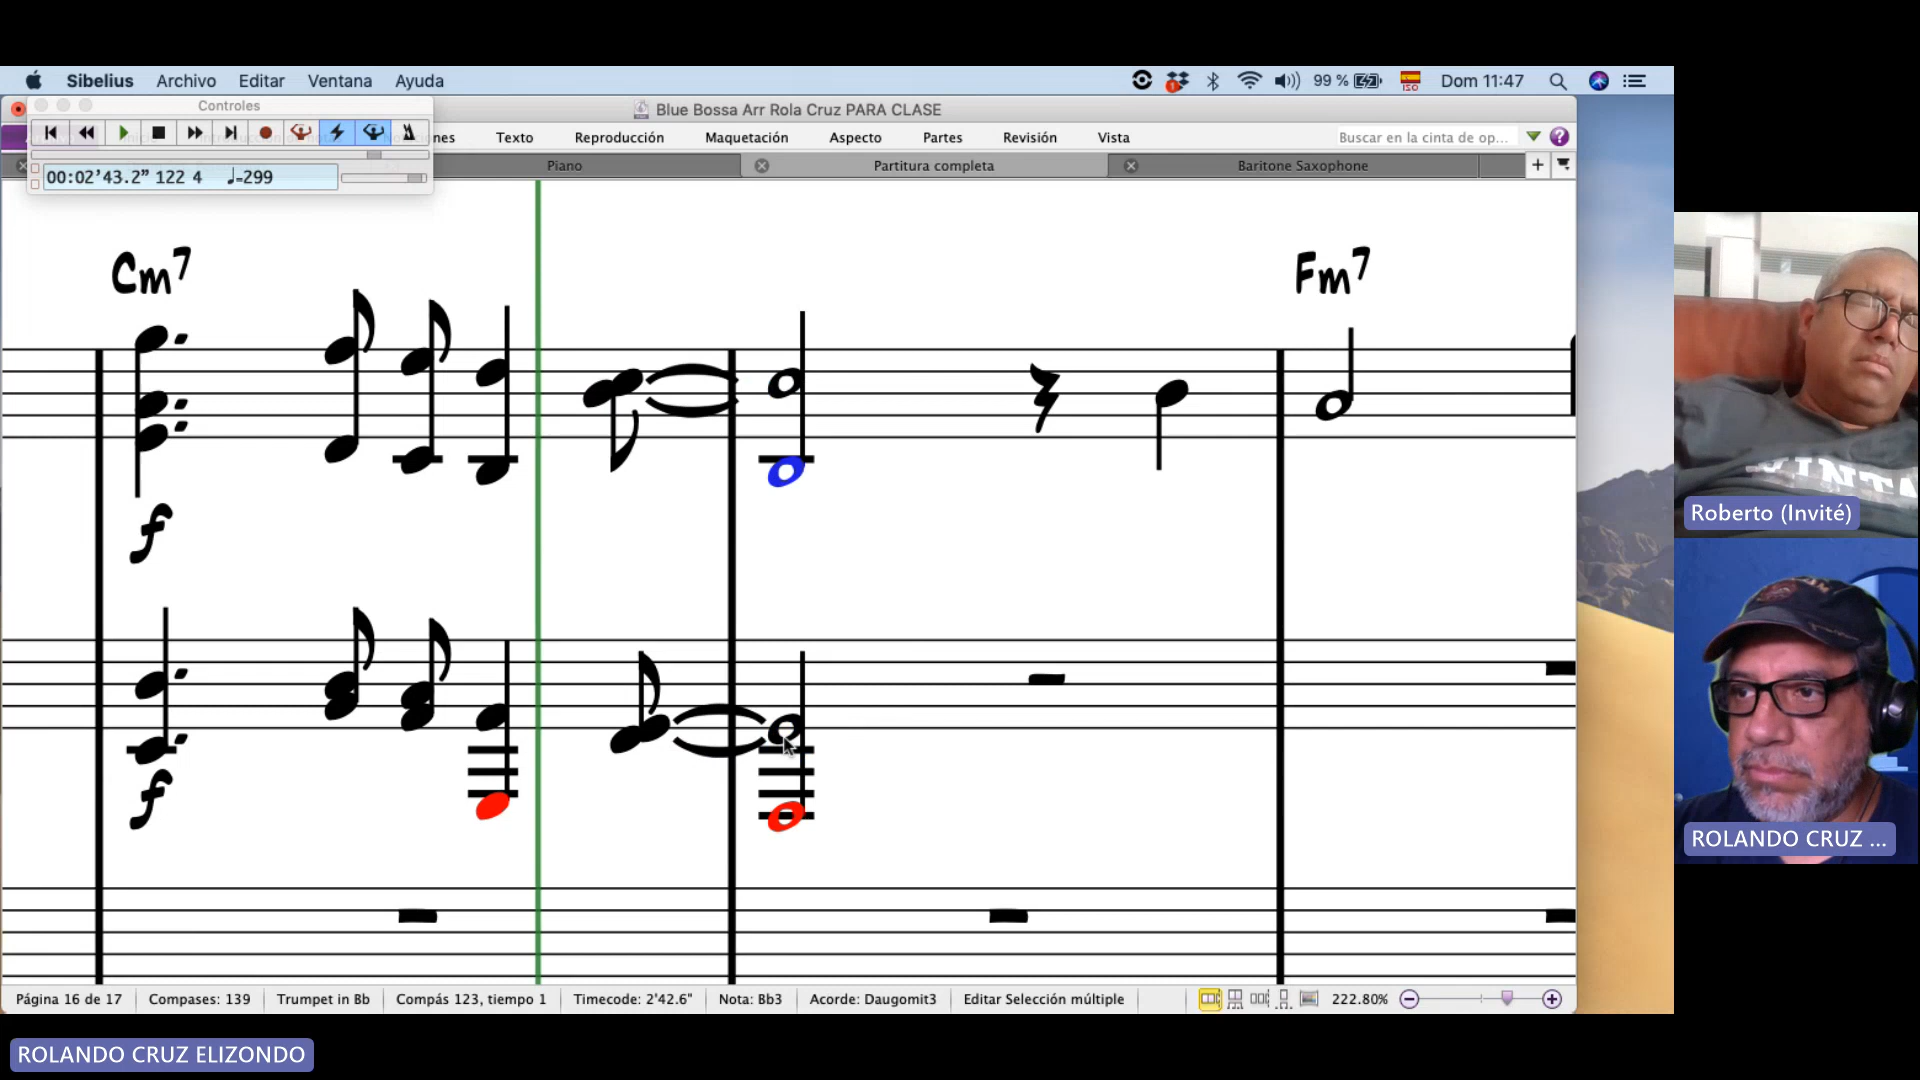 Sibelius Archivo Editar Ventana Ayuda 99 % ISO Dom 11:47
Controles
Blue Bossa Arr Rola Cruz PARA CLASE
nes Texto Reproducción Maquetación Aspecto Partes Revisión Vista Buscar en la cinta de op... ?
Piano Partitura completa Baritone Saxophone +
00:02'43.2” 122 4 ♩=299
Cm7 Fm7
f
f
Página 16 de 17 Compases: 139 Trumpet in Bb Compás 123, tiempo 1 Timecode: 2'42.6" Nota: Bb3 Acorde: Daugomit3 Editar Selección múltiple 222.80%
Roberto (Invité)
ROLANDO CRUZ ...
ROLANDO CRUZ ELIZONDO